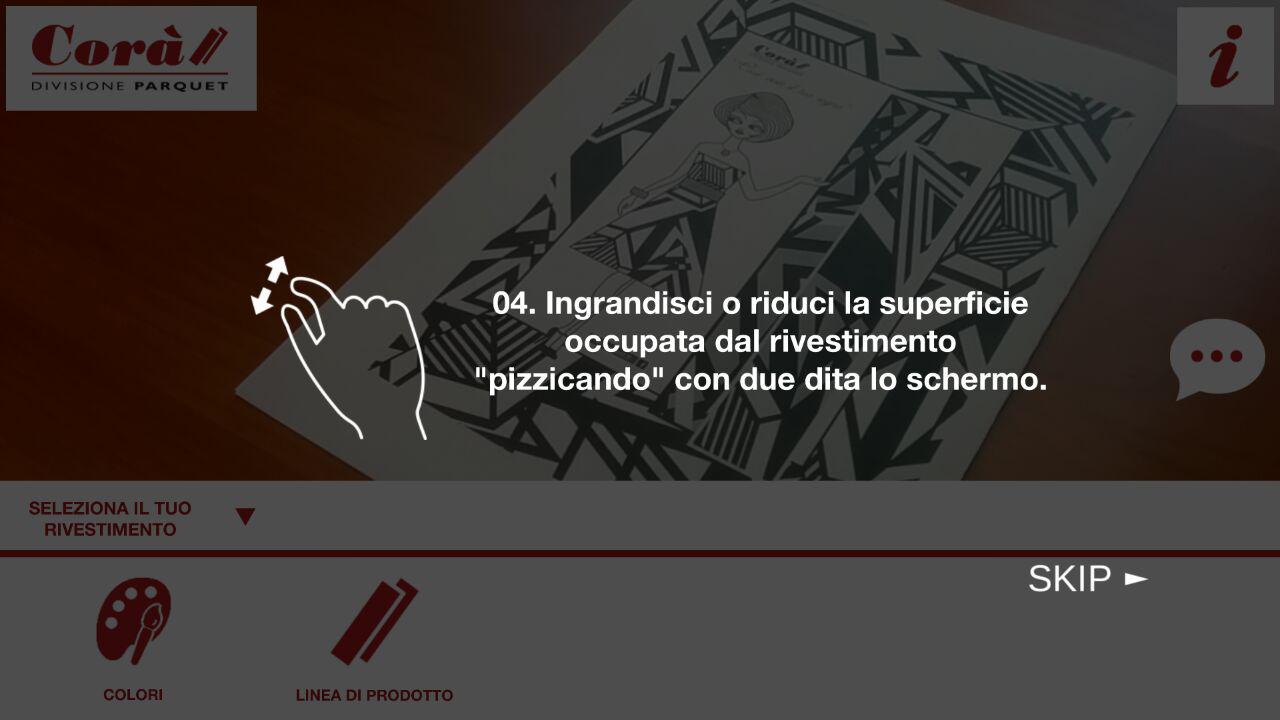 Corà
DIVISIONE PARQUET
i
Corà
04. Ingrandisci o riduci la superficie
occupata dal rivestimento
"pizzicando" con due dita lo schermo.
SELEZIONA IL TUO
RIVESTIMENTO
SKIP
COLORI
LINEA DI PRODOTTO